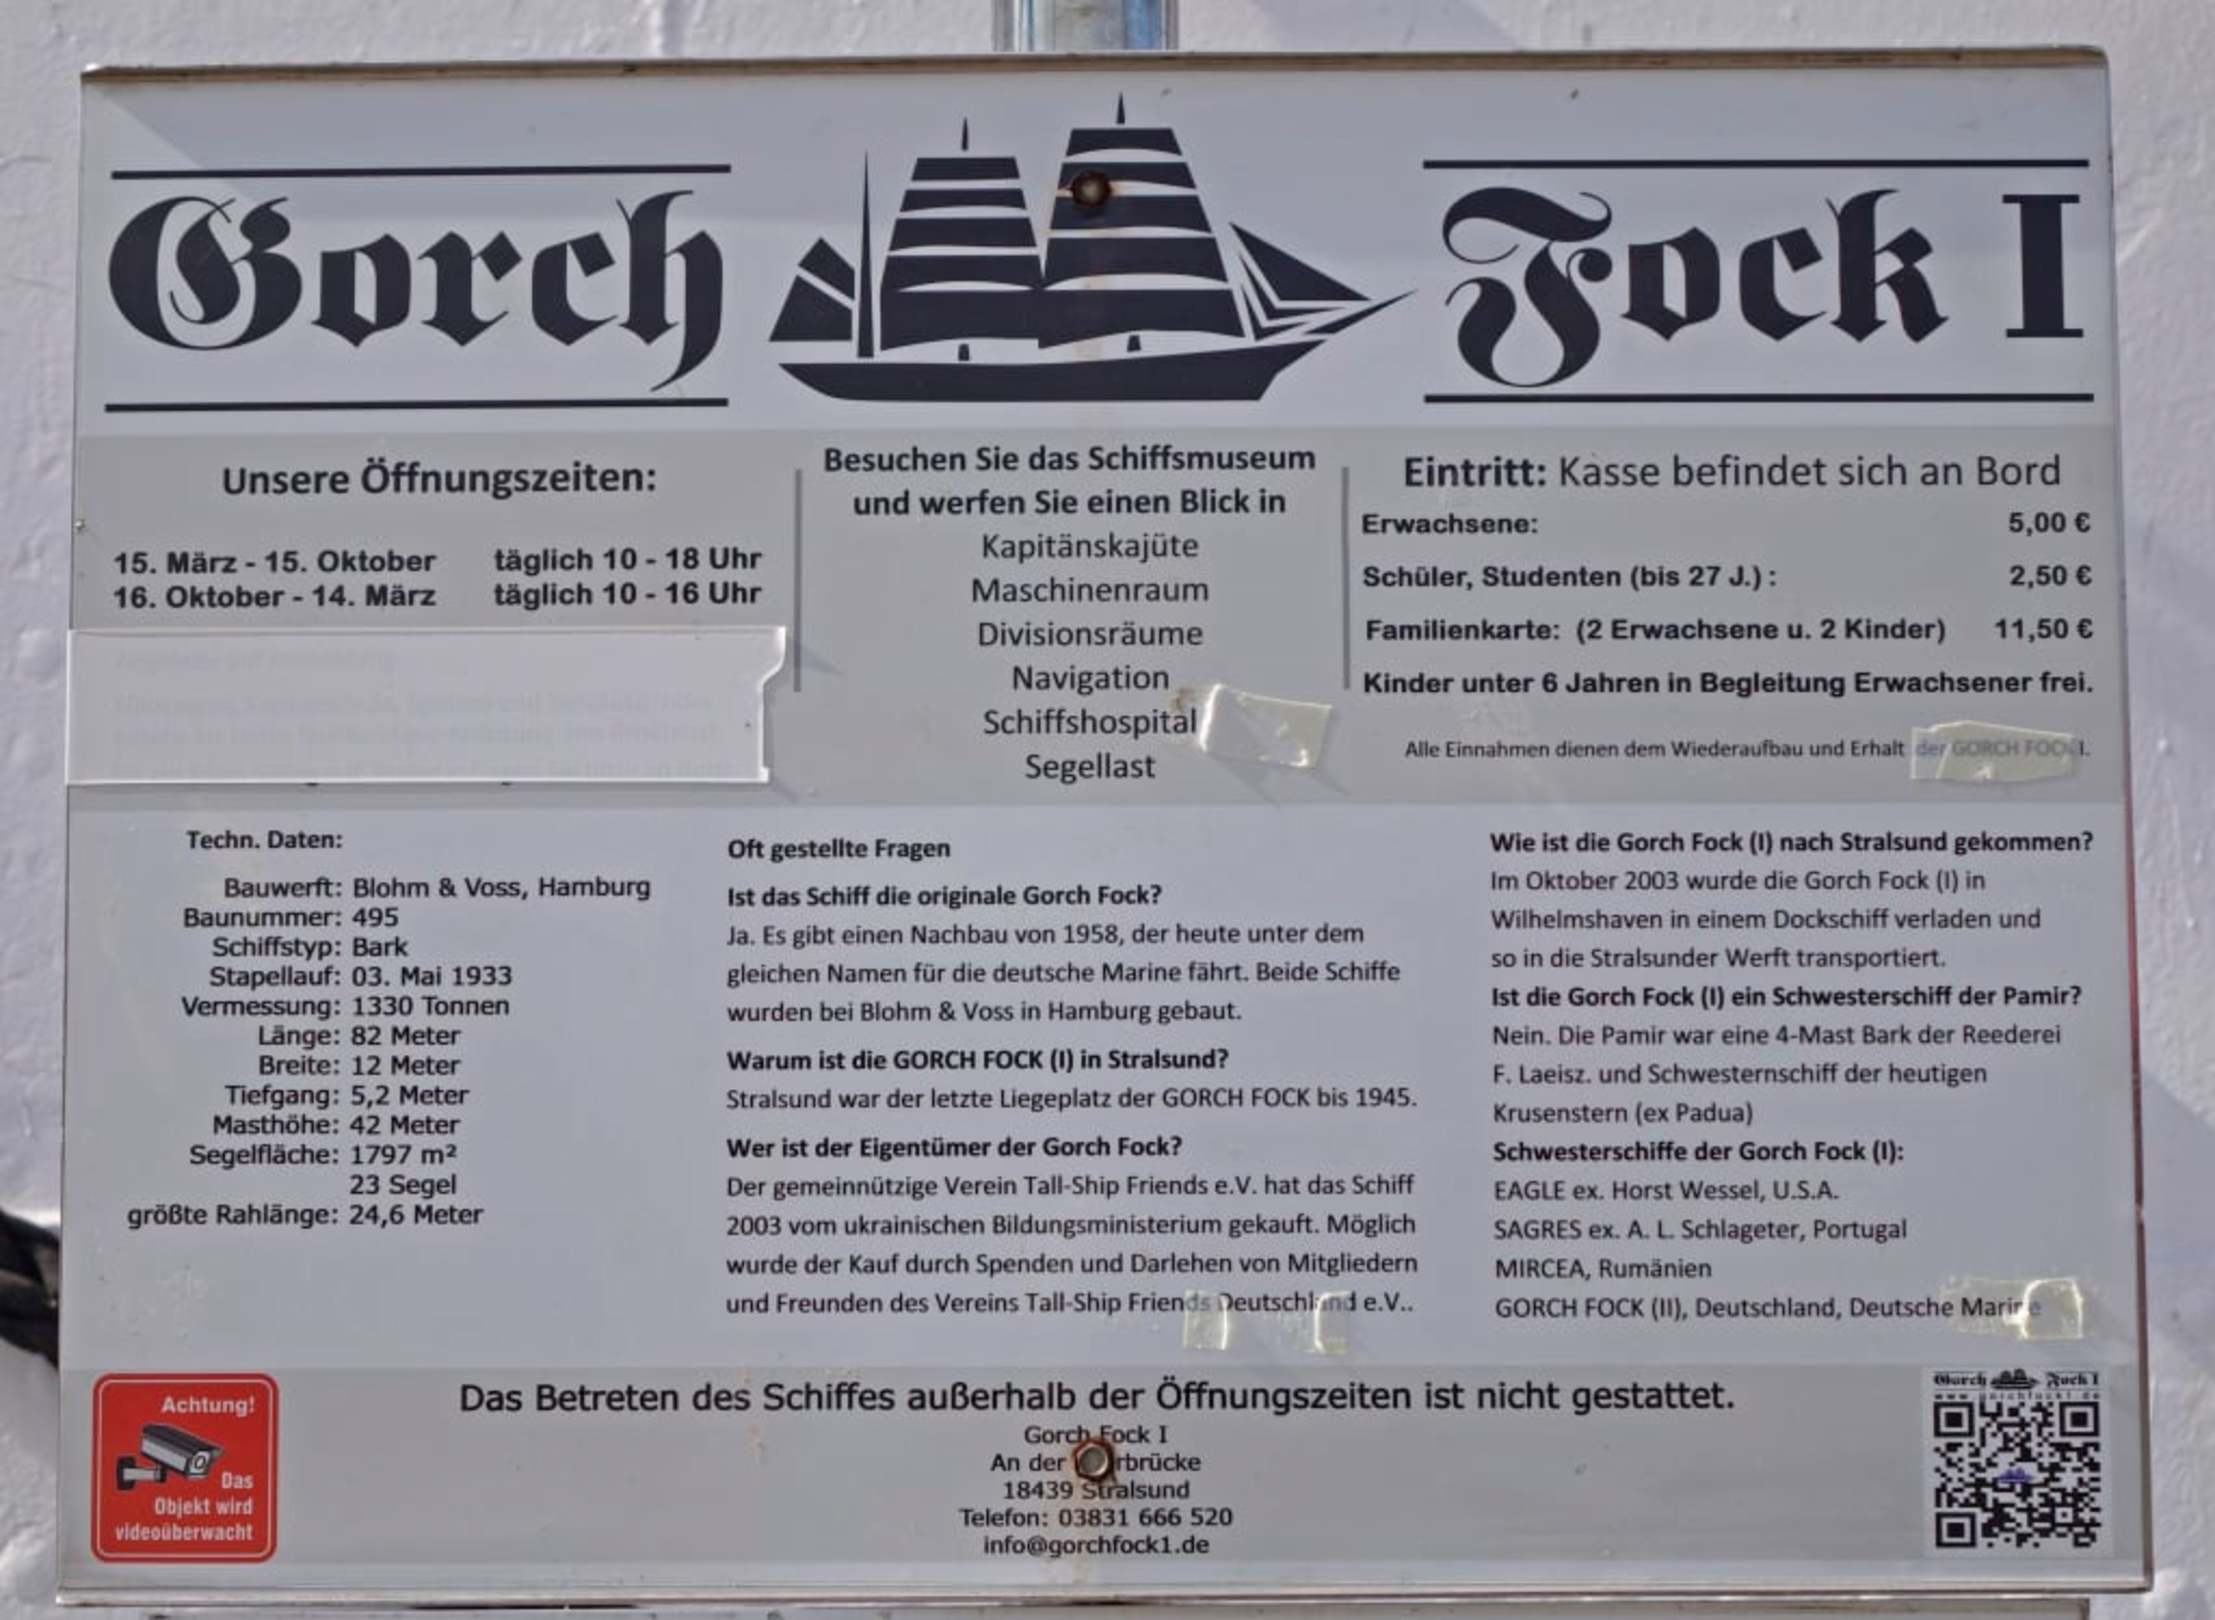 Gorch Fock I
Unsere Öffnungszeiten:
15. März - 15. Oktober täglich 10 - 18 Uhr
16. Oktober - 14. März täglich 10 - 16 Uhr
Besuchen Sie das Schiffsmuseum
und werfen Sie einen Blick in
Kapitänskajüte
Maschinenraum
Divisionsräume
Navigation
Schiffshospital
Segellast
Eintritt: Kasse befindet sich an Bord
Erwachsene: 5,00 €
Schüler, Studenten (bis 27 J.) : 2,50 €
Familienkarte: (2 Erwachsene u. 2 Kinder) 11,50 €
Kinder unter 6 Jahren in Begleitung Erwachsener frei.
Alle Einnahmen dienen dem Wiederaufbau und Erhalt der GORCH FOCK I.
Techn. Daten:
Bauwerft: Blohm & Voss, Hamburg
Baunummer: 495
Schiffstyp: Bark
Stapellauf: 03. Mai 1933
Vermessung: 1330 Tonnen
Länge: 82 Meter
Breite: 12 Meter
Tiefgang: 5,2 Meter
Masthöhe: 42 Meter
Segelfläche: 1797 m²
23 Segel
größte Rahlänge: 24,6 Meter
Oft gestellte Fragen
Ist das Schiff die originale Gorch Fock?
Ja. Es gibt einen Nachbau von 1958, der heute unter dem
gleichen Namen für die deutsche Marine fährt. Beide Schiffe
wurden bei Blohm & Voss in Hamburg gebaut.
Warum ist die GORCH FOCK (I) in Stralsund?
Stralsund war der letzte Liegeplatz der GORCH FOCK bis 1945.
Wer ist der Eigentümer der Gorch Fock?
Der gemeinnützige Verein Tall-Ship Friends e.V. hat das Schiff
2003 vom ukrainischen Bildungsministerium gekauft. Möglich
wurde der Kauf durch Spenden und Darlehen von Mitgliedern
und Freunden des Vereins Tall-Ship Friends Deutschland e.V..
Wie ist die Gorch Fock (I) nach Stralsund gekommen?
Im Oktober 2003 wurde die Gorch Fock (I) in
Wilhelmshaven in einem Dockschiff verladen und
so in die Stralsunder Werft transportiert.
Ist die Gorch Fock (I) ein Schwesterschiff der Pamir?
Nein. Die Pamir war eine 4-Mast Bark der Reederei
F. Laeisz. und Schwesternschiff der heutigen
Krusenstern (ex Padua)
Schwesterschiffe der Gorch Fock (I):
EAGLE ex. Horst Wessel, U.S.A.
SAGRES ex. A. L. Schlageter, Portugal
MIRCEA, Rumänien
GORCH FOCK (II), Deutschland, Deutsche Marine
Achtung!
Das
Objekt wird
videoüberwacht
Das Betreten des Schiffes außerhalb der Öffnungszeiten ist nicht gestattet.
Gorch Fock I
An der
18439 Stralsund
Telefon: 03831 666 520
info@gorchfock1.de
Gorch Fock I
www.gorchfock1.de